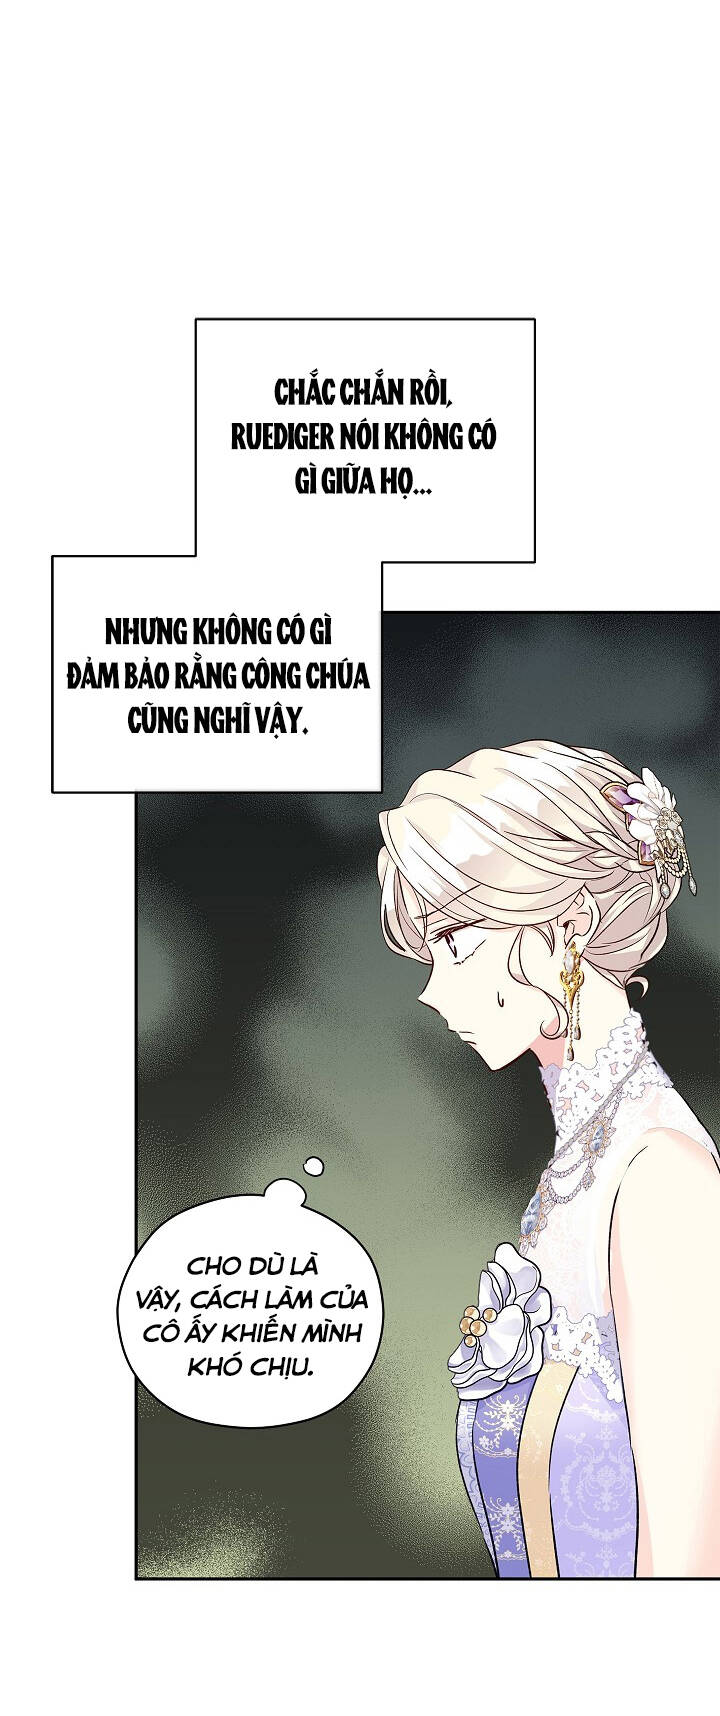 CHẮC CHẮN RỒI,
RUEDIGER NÓI KHÔNG CÓ
GÌ GIỮA HỌ...
NHƯNG KHÔNG CÓ GÌ
ĐẢM BẢO RẰNG CÔNG CHÚA
CŨNG NGHĨ VẬY.
CHO DÙ LÀ
VẬY, CÁCH LÀM CỦA
CÔ ẤY KHIẾN MÌNH
KHÓ CHỊU.